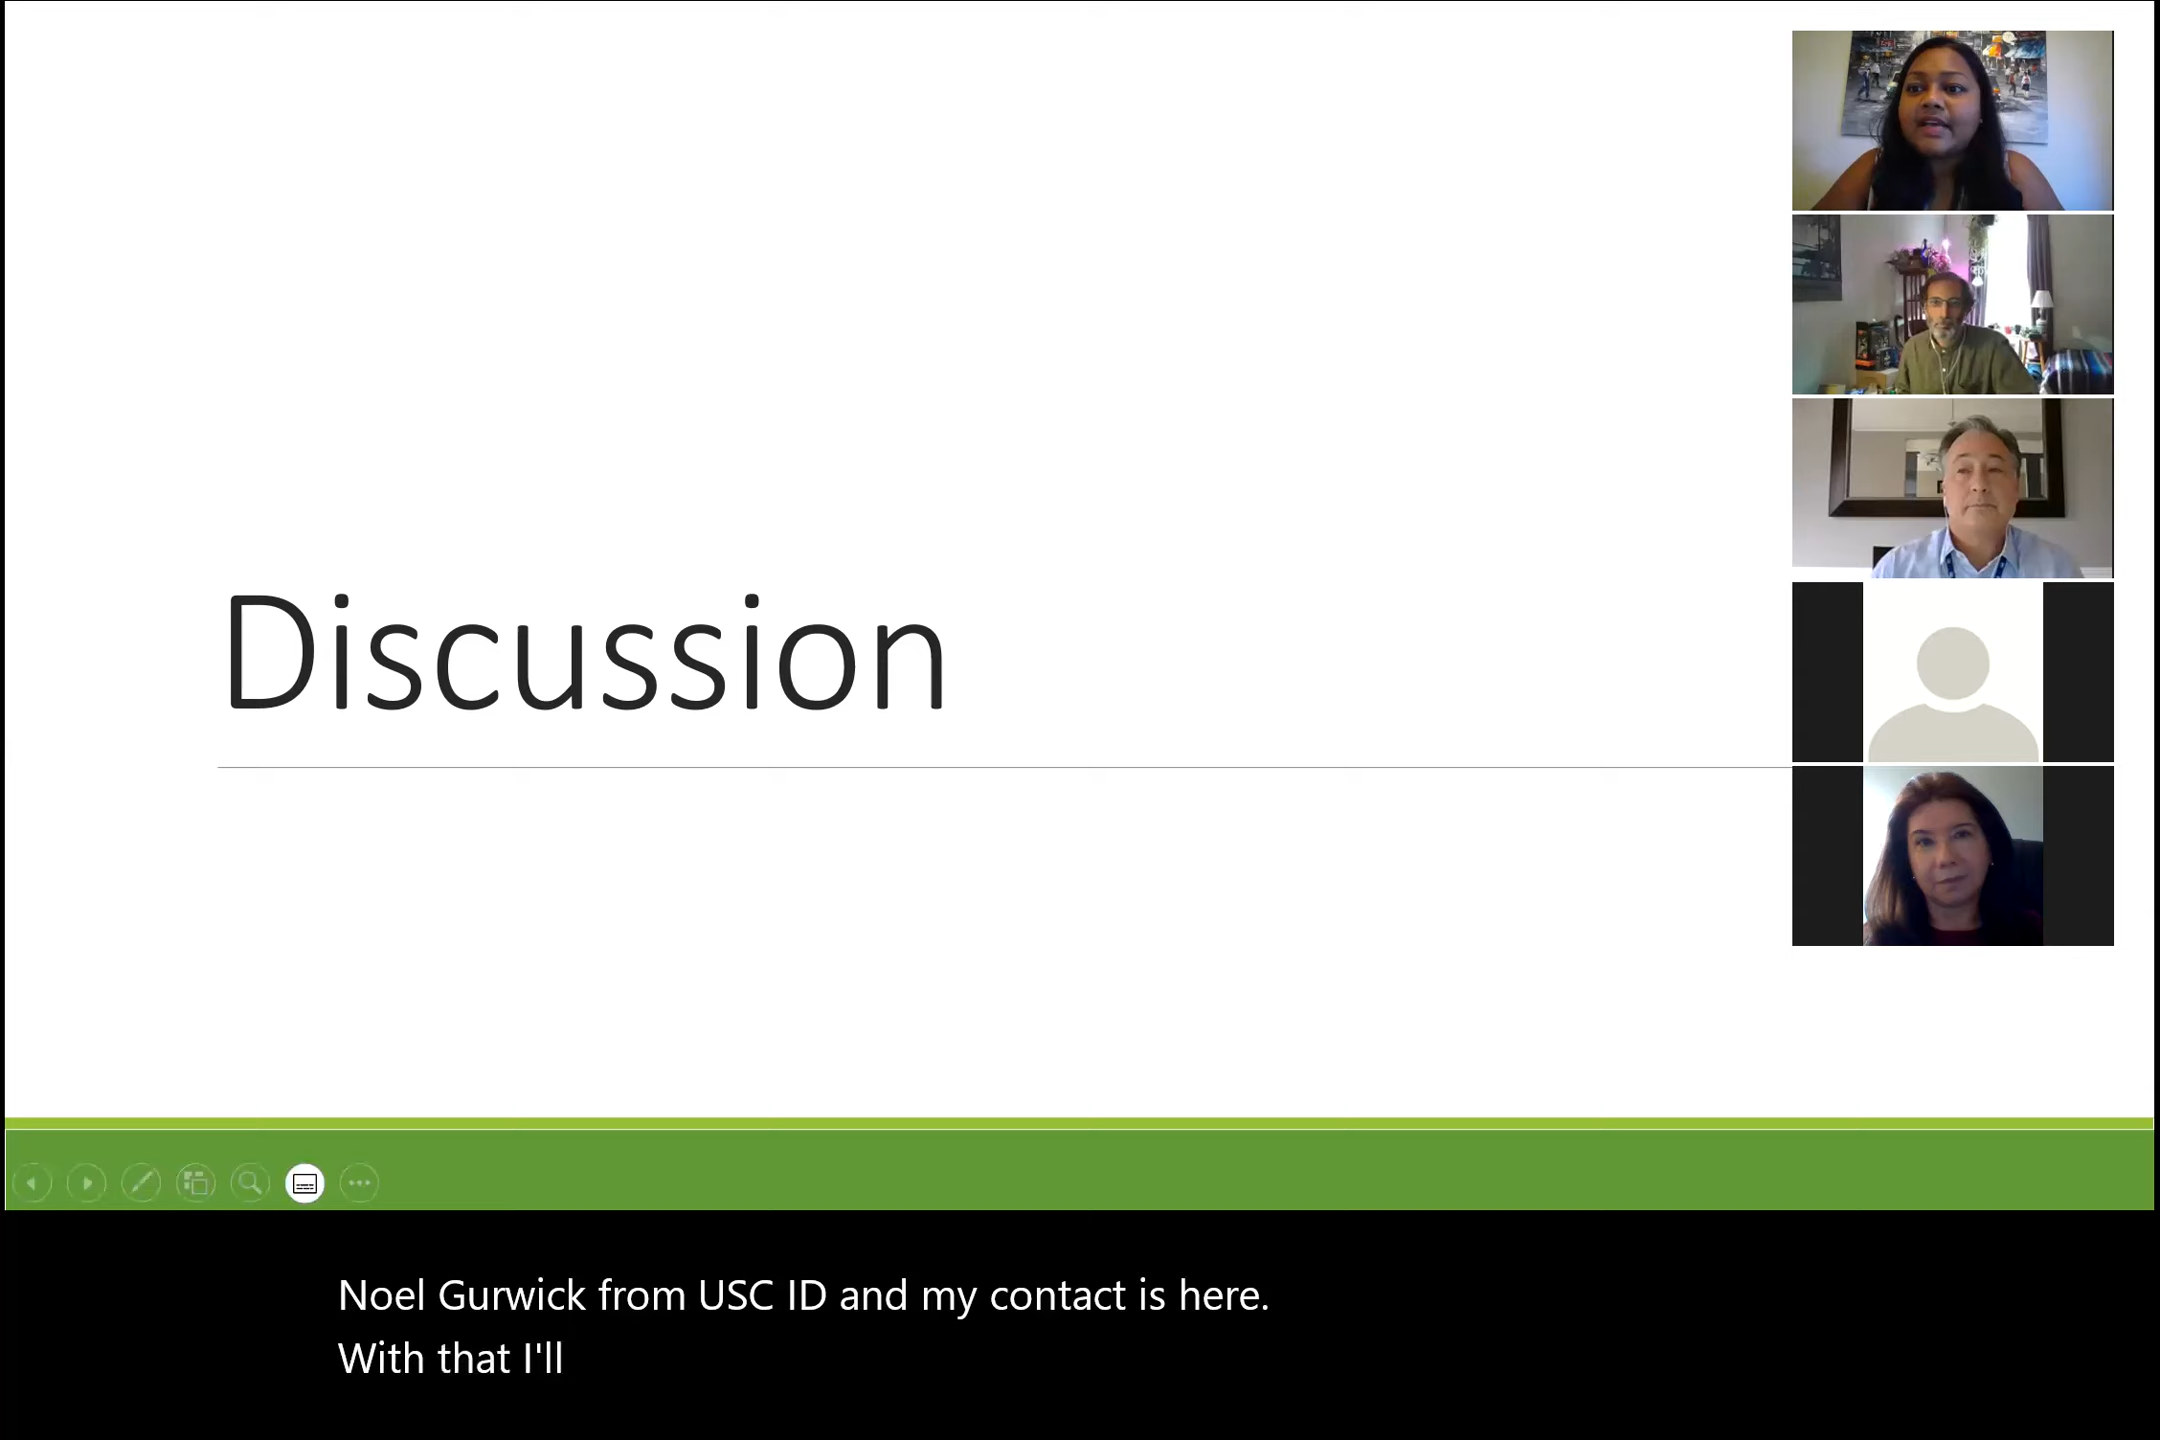 Discussion
Noel Gurwick from USC ID and my contact is here.
With that I'll